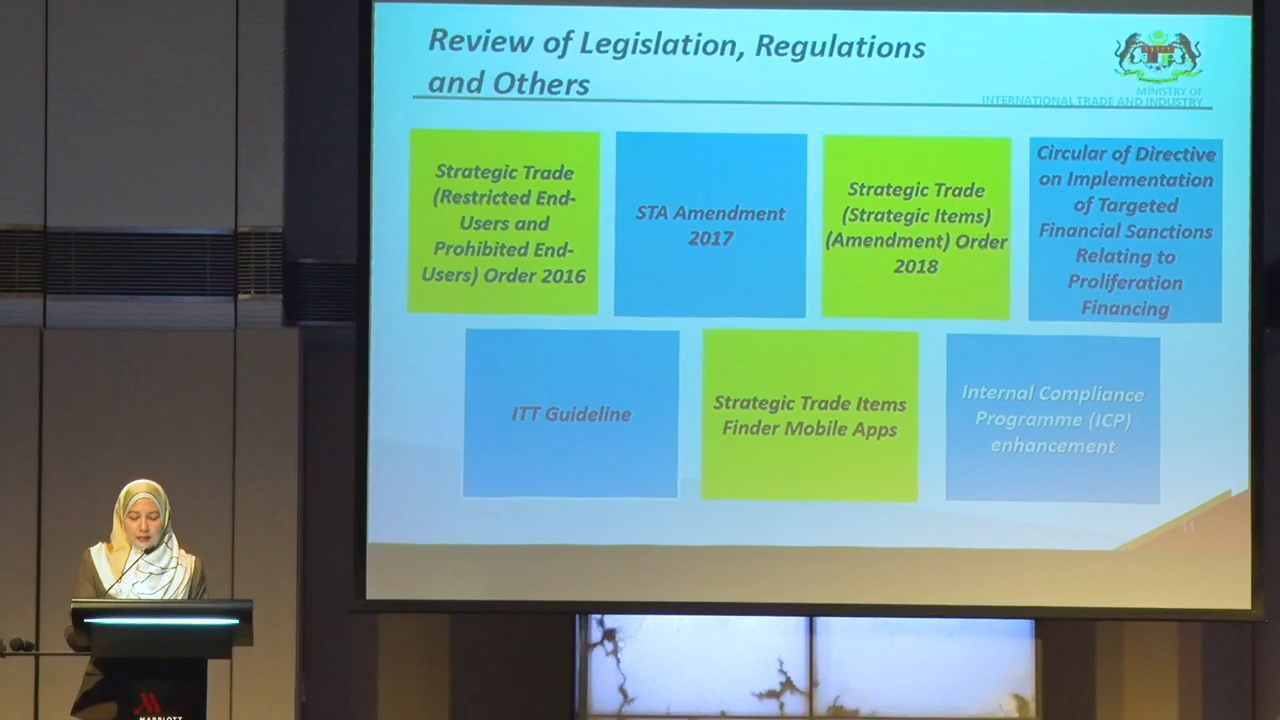 Review of Legislation, Regulations
and Others
MINISTRY OF
INTERNATIONAL TRADE AND INDUSTRY
Strategic Trade
(Restricted End-
Users and
Prohibited End-
Users) Order 2016
STA Amendment
2017
Strategic Trade
(Strategic Items)
(Amendment) Order
2018
Circular of Directive
on Implementation
of Targeted
Financial Sanctions
Relating to
Proliferation
Financing
ITT Guideline
Strategic Trade Items
Finder Mobile Apps
Internal Compliance
Programme (ICP)
enhancement
11
MARRIOTT